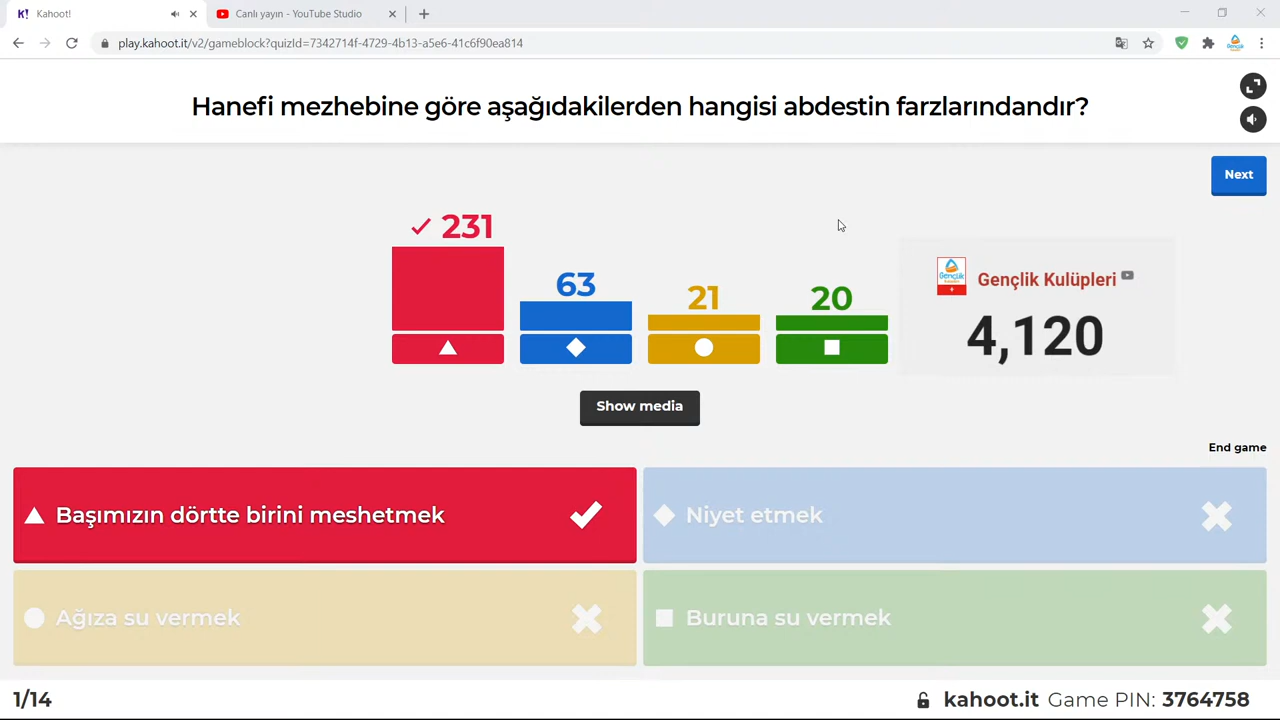 Kahoot!
Canlı yayın - YouTube Studio
play.kahoot.it/v2/gameblock?quizId=7342714f-4729-4b13-a5e6-41c6f90ea814
Hanefi mezhebine göre aşağıdakilerden hangisi abdestin farzlarındandır?
Next
231
63
21
20
Gençlik Kulüpleri
4,120
Show media
End game
Başımızın dörtte birini meshetmek
Niyet etmek
Ağıza su vermek
Buruna su vermek
1/14
kahoot.it Game PIN: 3764758